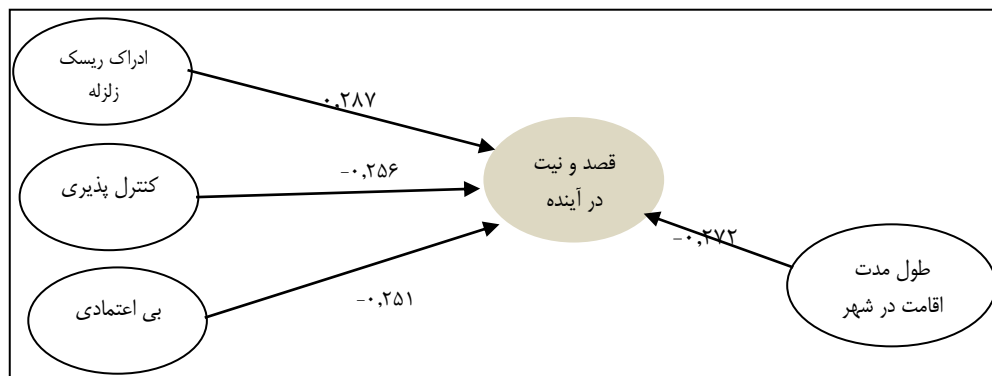 ادراک ریسک
زلزله
۰,۲۸۷
قصد و نیت
در آینده
کنترل پذیری
-۰,۲۵۶
-۰,۲۷۲
طول مدت
اقامت در شهر
بی اعتمادی
-۰,۲۵۱